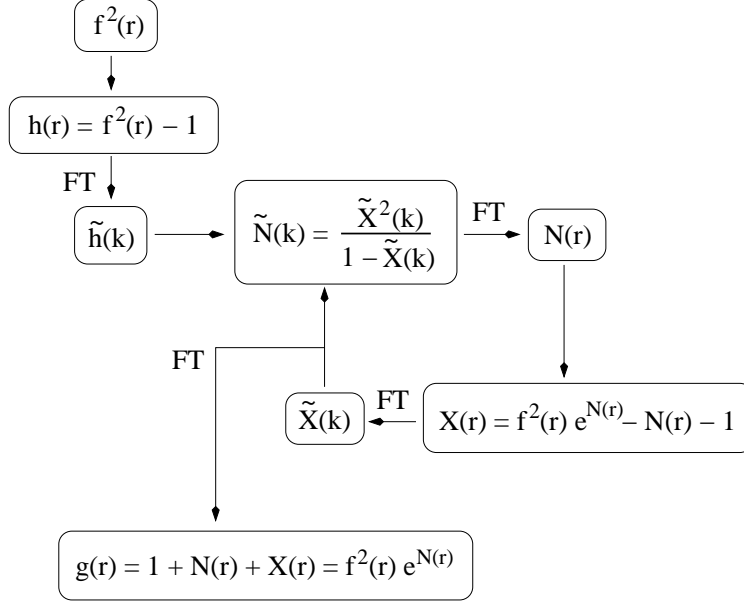 f²(r)
h(r) = f²(r) − 1
FT
h̃(k)
Ñ(k) = X̃²(k) / 1 − X̃(k)
FT
N(r)
FT
X̃(k)
FT
X(r) = f²(r) e^N(r) − N(r) − 1
g(r) = 1 + N(r) + X(r) = f²(r) e^N(r)